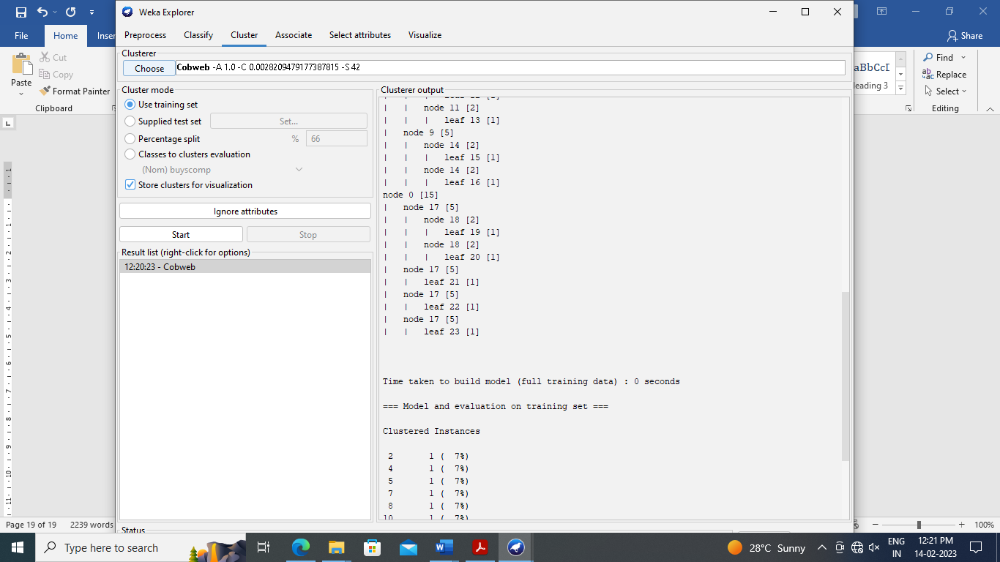 Weka Explorer
File
Home
Inser
Share
Preprocess
Classify
Cluster
Associate
Select attributes
Visualize
Cut
Copy
Paste
Format Painter
Clipboard
Find
Replace
Select
Editing
aBbCcI
eading 3
Clusterer
Choose
Cobweb -A 1.0 -C 0.0028209479177387815 -S 42
Cluster mode
Use training set
Supplied test set
Set...
Percentage split
%
66
Classes to clusters evaluation
(Nom) buyscomp
Store clusters for visualization
Ignore attributes
Start
Stop
Result list (right-click for options)
12:20:23 - Cobweb
Clusterer output
| | node 11 [2]
| | | leaf 13 [1]
| node 9 [5]
| | node 14 [2]
| | | leaf 15 [1]
| | node 14 [2]
| | | leaf 16 [1]
node 0 [15]
| node 17 [5]
| | node 18 [2]
| | | leaf 19 [1]
| | node 18 [2]
| | | leaf 20 [1]
| node 17 [5]
| | leaf 21 [1]
| node 17 [5]
| | leaf 22 [1]
| node 17 [5]
| | leaf 23 [1]
Time taken to build model (full training data) : 0 seconds
=== Model and evaluation on training set ===
Clustered Instances
2 1 ( 7%)
4 1 ( 7%)
5 1 ( 7%)
7 1 ( 7%)
8 1 ( 7%)
10 1 ( 7%)
Status
Page 19 of 19
2239 words
100%
Type here to search
28°C Sunny
ENG
IN
12:21 PM
14-02-2023